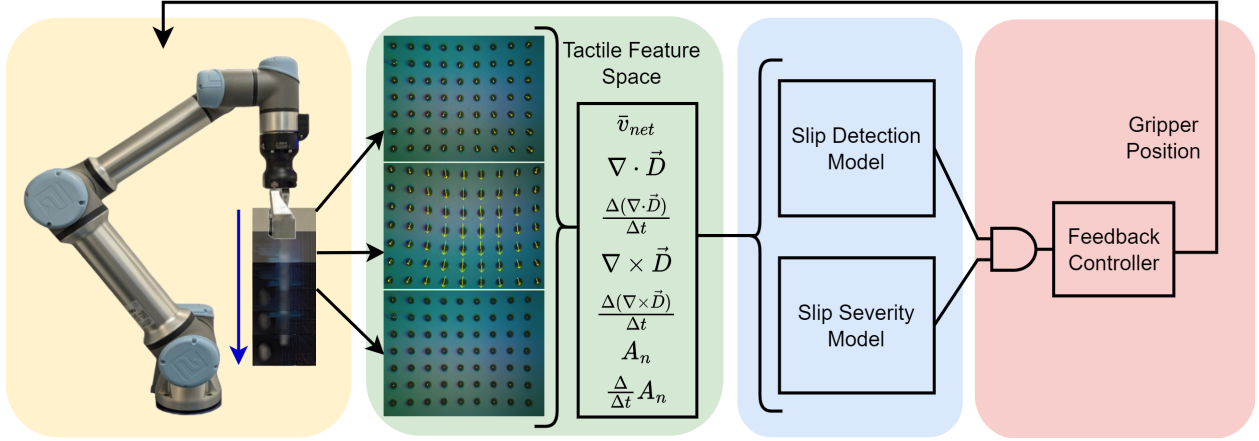 Tactile Feature
Space
v̄_net
∇ · D⃗
Δ(∇·D⃗)/Δt
∇ × D⃗
Δ(∇×D⃗)/Δt
A_n
Δ/Δt A_n
Slip Detection
Model
Slip Severity
Model
Feedback
Controller
Gripper
Position